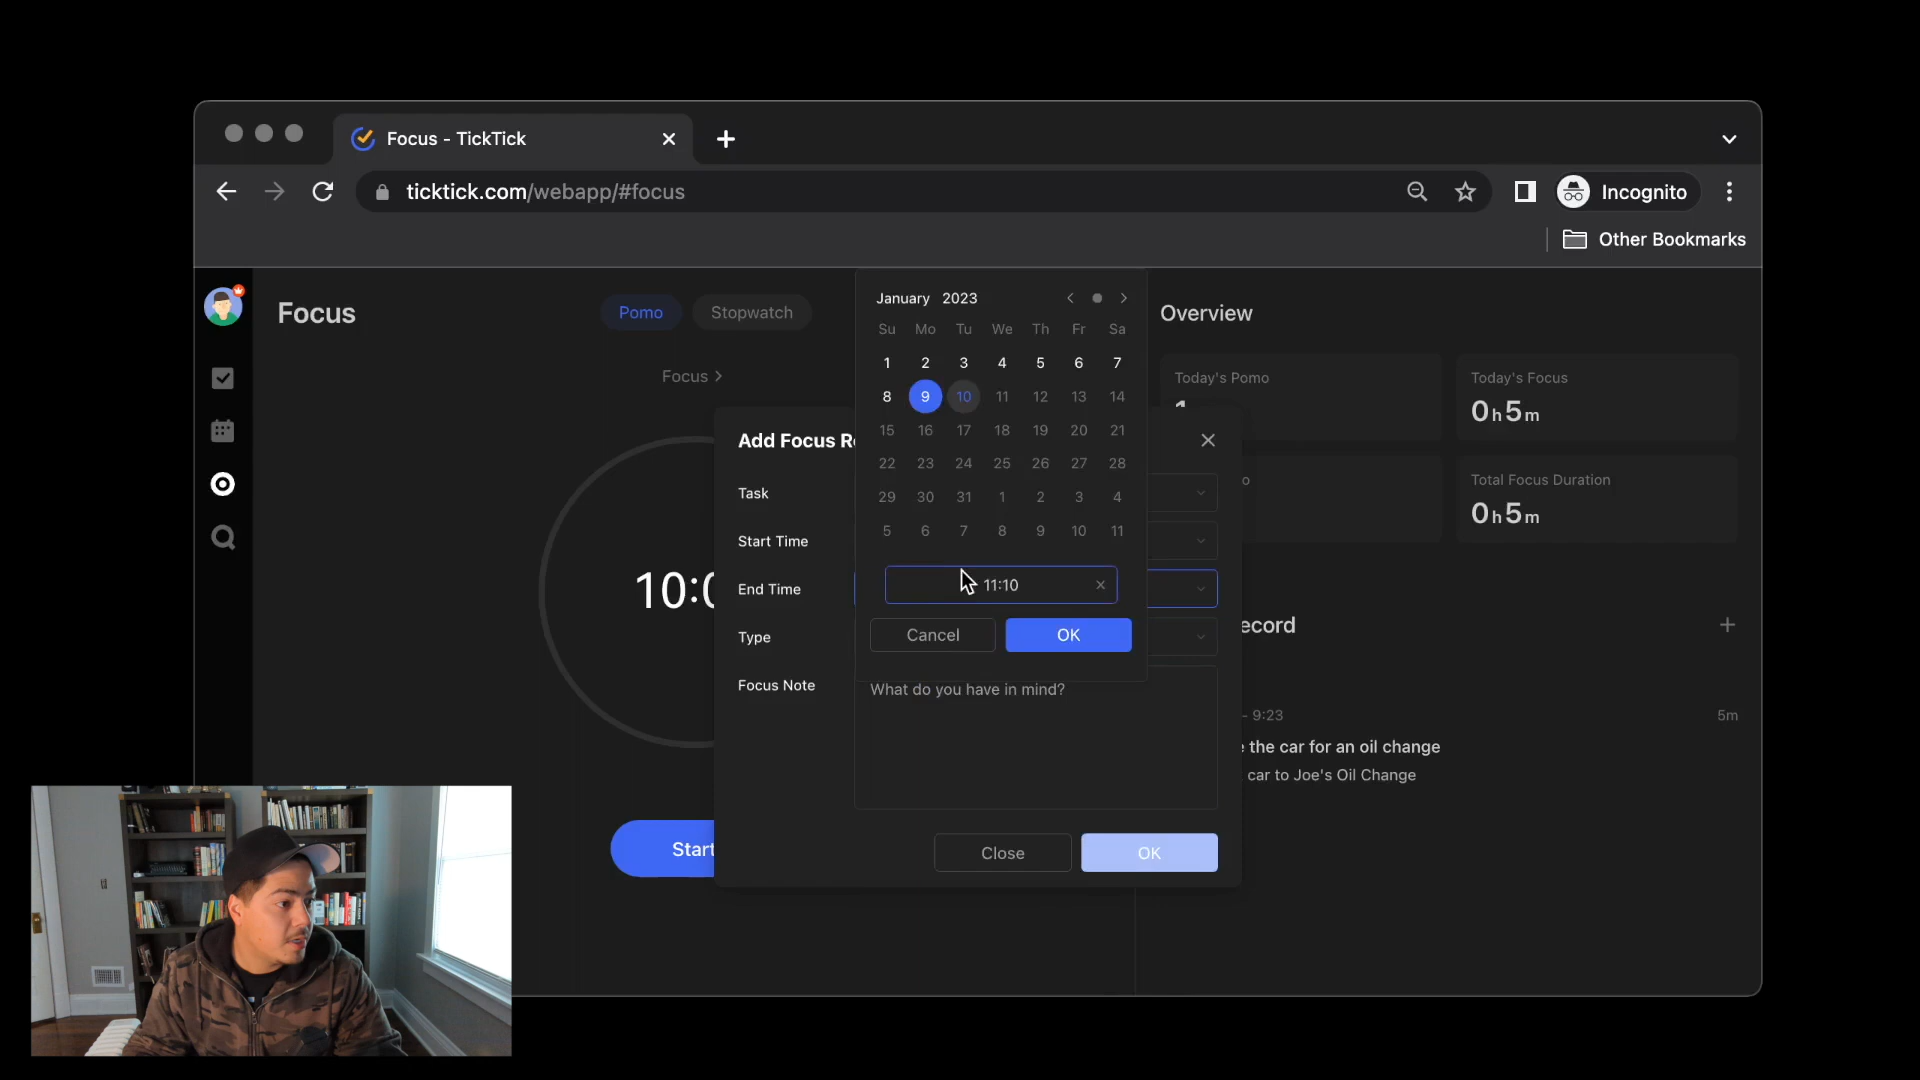 Focus - TickTick
ticktick.com/webapp/#focus
Incognito
Other Bookmarks
Focus
Pomo
Stopwatch
Focus >
10:0
Start
January 2023
Su Mo Tu We Th Fr Sa
1 2 3 4 5 6 7
8 9 10 11 12 13 14
15 16 17 18 19 20 21
22 23 24 25 26 27 28
29 30 31 1 2 3 4
5 6 7 8 9 10 11
11:10
Cancel
OK
Add Focus Re
Task
Start Time
End Time
Type
Focus Note
What do you have in mind?
Close
OK
Overview
Today's Pomo
Today's Focus
0h5m
o
Total Focus Duration
0h5m
ecord
- 9:23
5m
the car for an oil change
car to Joe's Oil Change